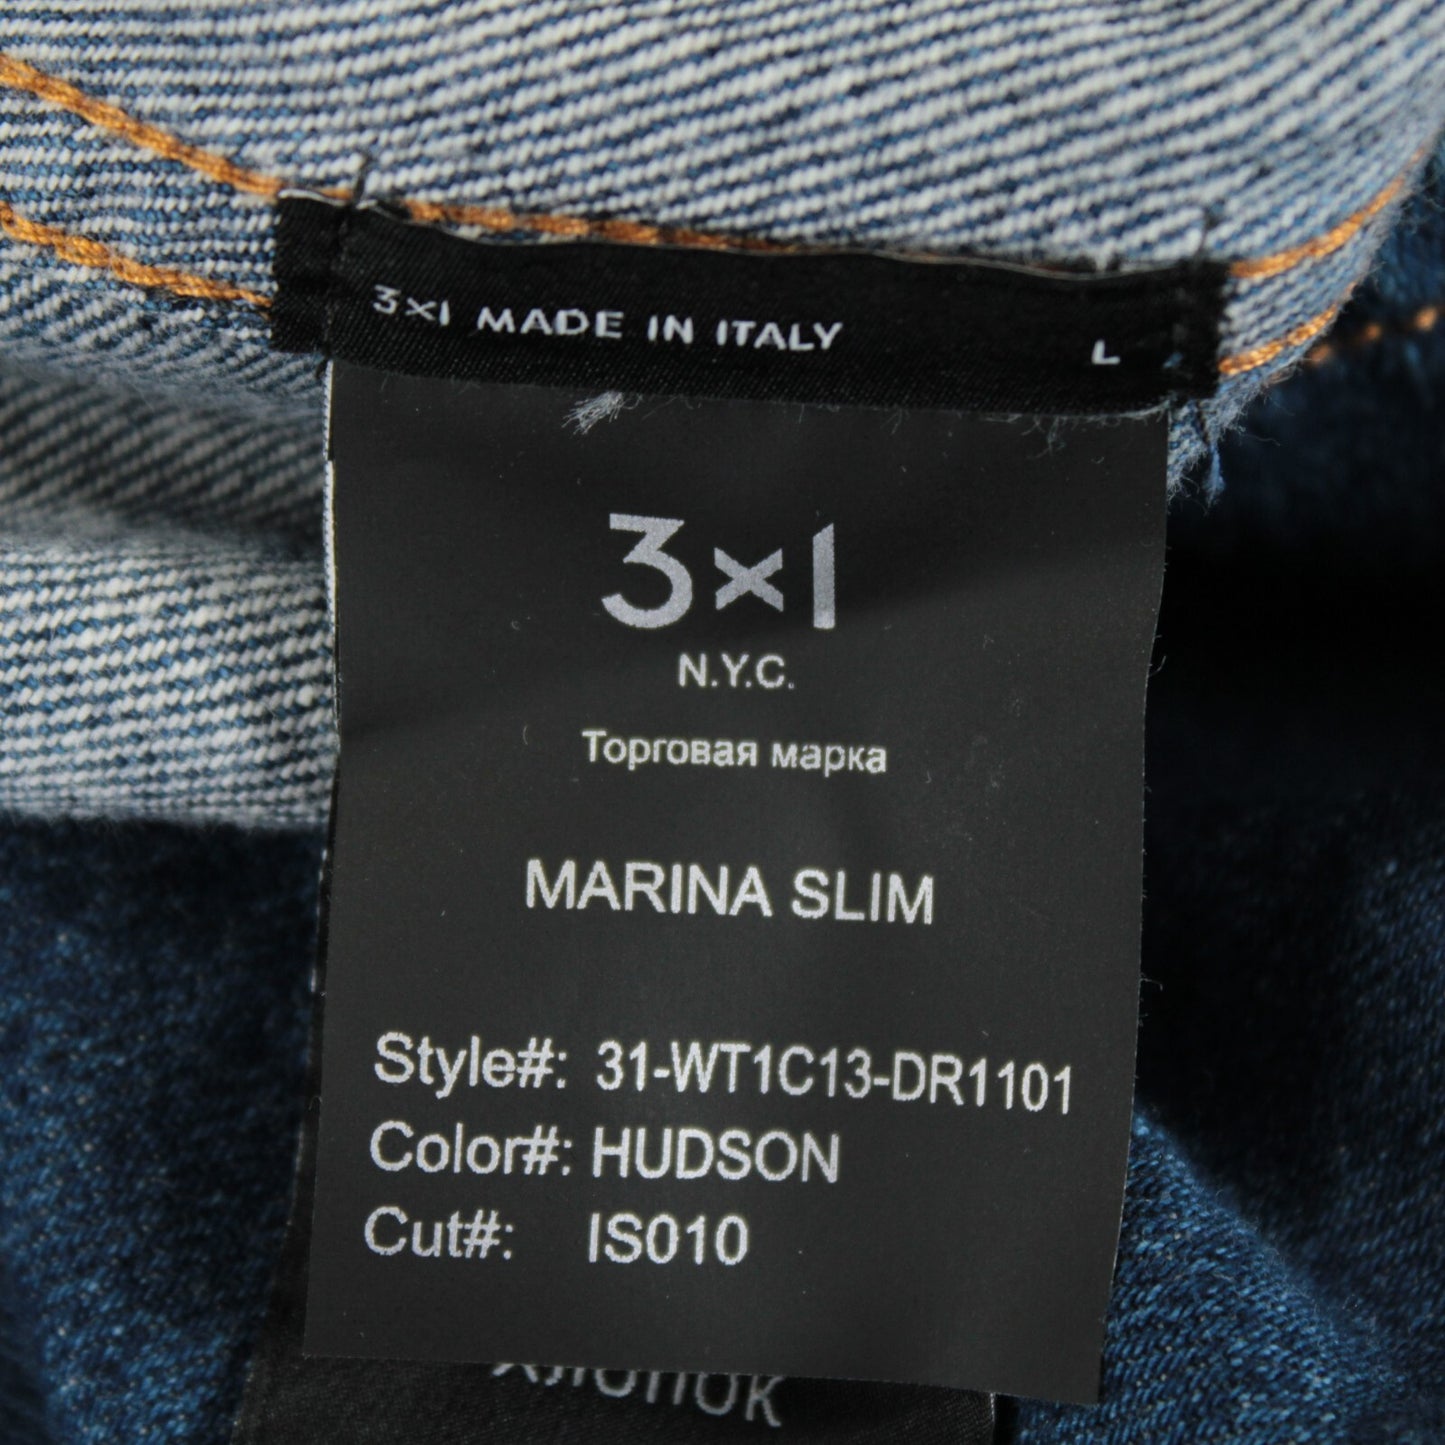 3×1 MADE IN ITALY L
3×1
N.Y.C.
Торговая марка
MARINA SLIM
Style#: 31-WT1C13-DR1101
Color#: HUDSON
Cut#: IS010
хлопок